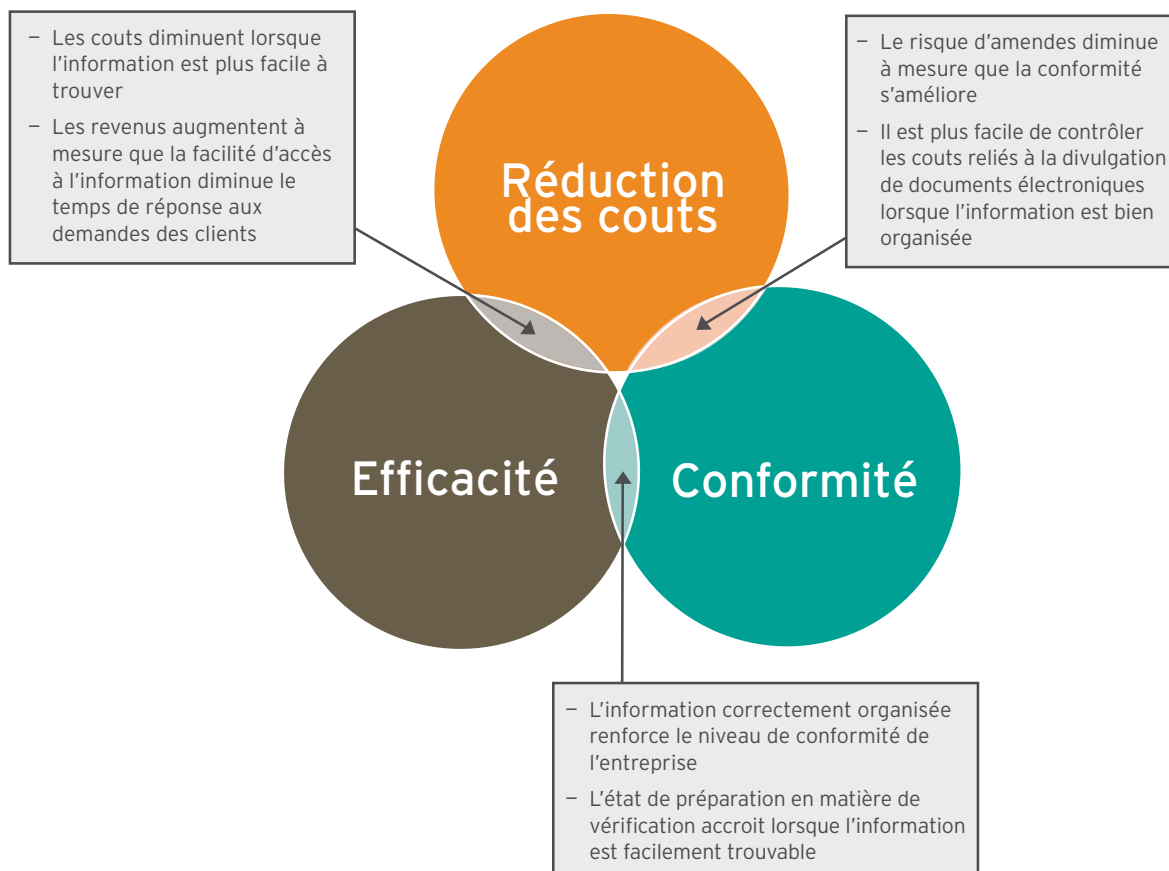 – Les couts diminuent lorsque
l'information est plus facile à
trouver
– Les revenus augmentent à
mesure que la facilité d'accès
à l'information diminue le
temps de réponse aux
demandes des clients
– Le risque d'amendes diminue
à mesure que la conformité
s'améliore
– Il est plus facile de contrôler
les couts reliés à la divulgation
de documents électroniques
lorsque l'information est bien
organisée
Réduction
des couts
Efficacité
Conformité
– L'information correctement organisée
renforce le niveau de conformité de
l'entreprise
– L'état de préparation en matière de
vérification accroit lorsque l'information
est facilement trouvable